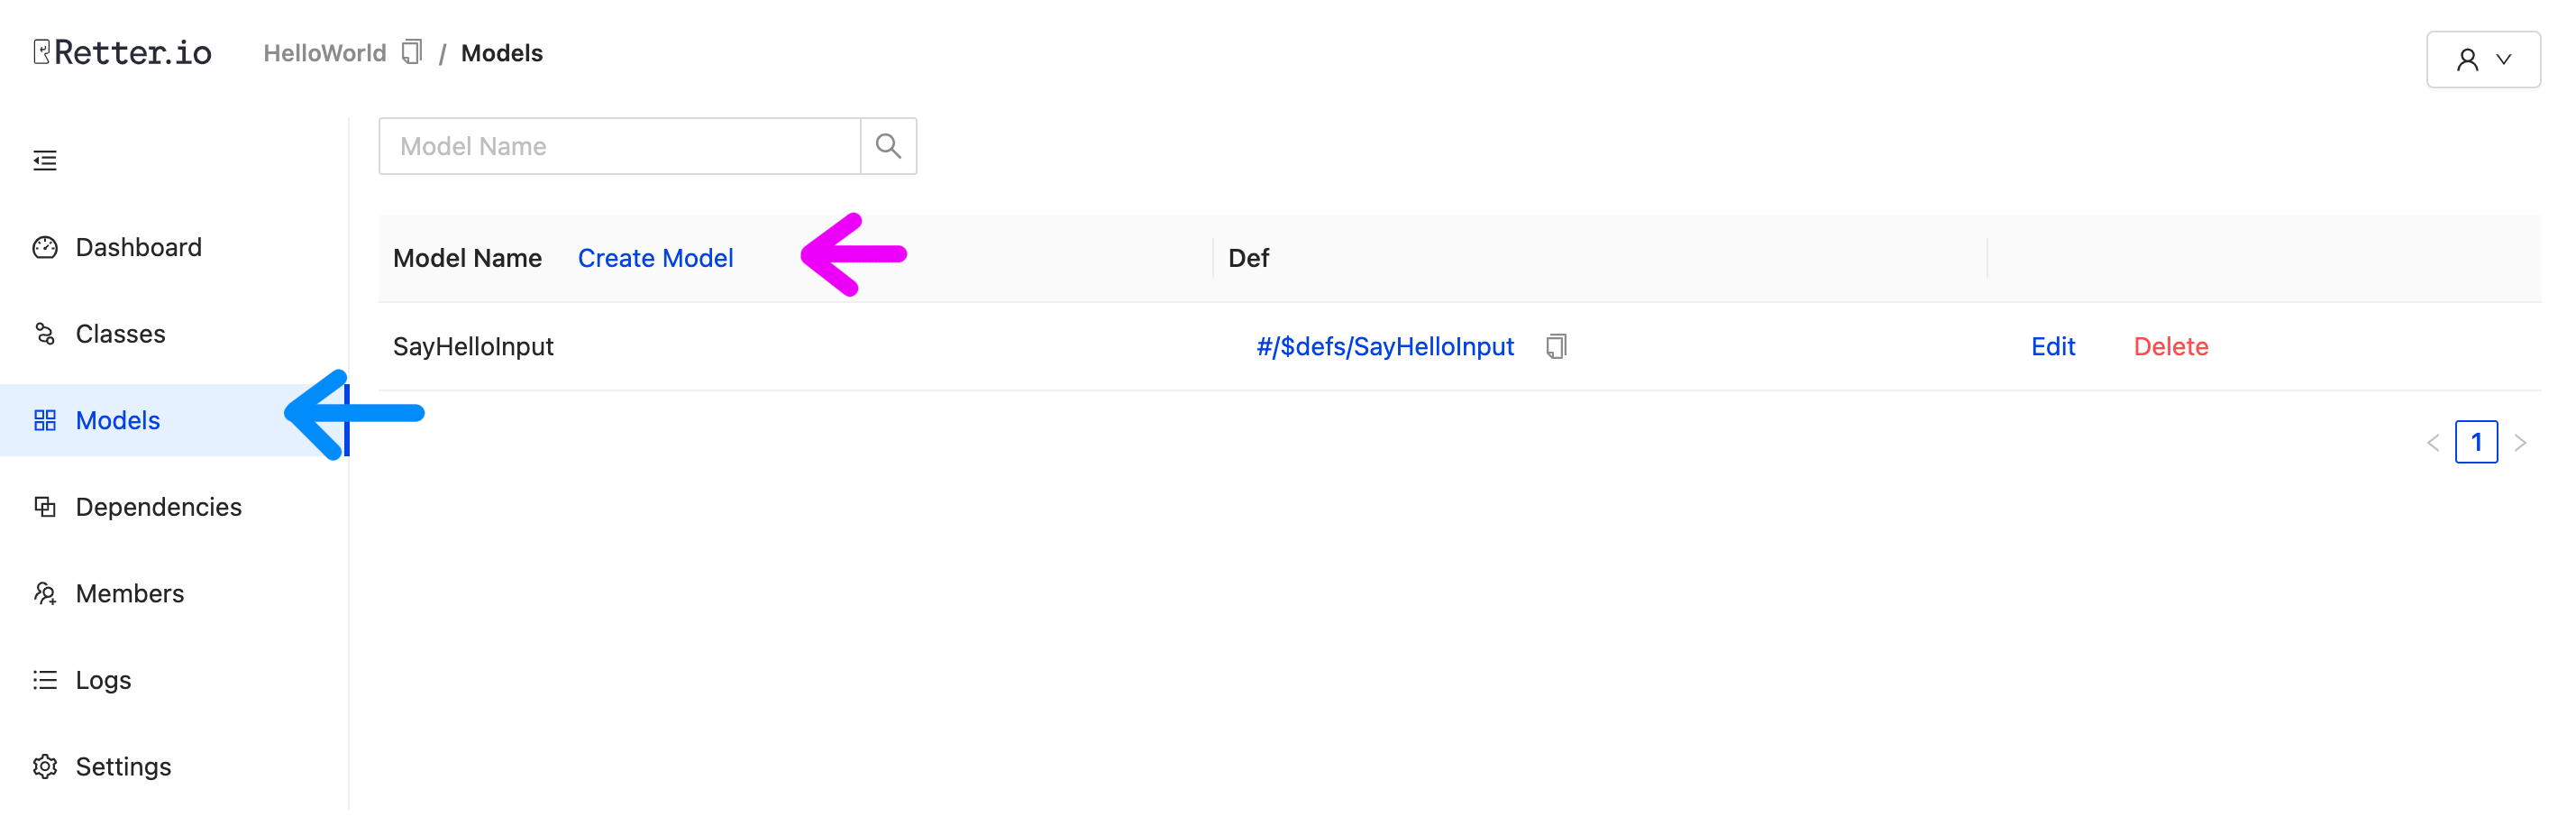 Retter.io
HelloWorld / Models
Model Name
Dashboard
Classes
Models
Dependencies
Members
Logs
Settings
Model Name Create Model Def
SayHelloInput #/$defs/SayHelloInput Edit Delete
< 1 >